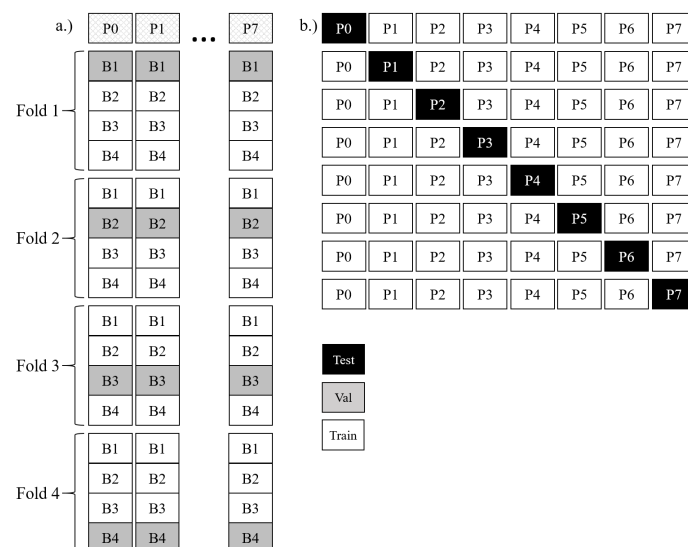 a.) P0 P1 ... P7
Fold 1
B1 B1 B1
B2 B2 B2
B3 B3 B3
B4 B4 B4
Fold 2
B1 B1 B1
B2 B2 B2
B3 B3 B3
B4 B4 B4
Fold 3
B1 B1 B1
B2 B2 B2
B3 B3 B3
B4 B4 B4
Fold 4
B1 B1 B1
B2 B2 B2
B3 B3 B3
B4 B4 B4
b.) P0 P1 P2 P3 P4 P5 P6 P7
P0 P1 P2 P3 P4 P5 P6 P7
P0 P1 P2 P3 P4 P5 P6 P7
P0 P1 P2 P3 P4 P5 P6 P7
P0 P1 P2 P3 P4 P5 P6 P7
P0 P1 P2 P3 P4 P5 P6 P7
P0 P1 P2 P3 P4 P5 P6 P7
P0 P1 P2 P3 P4 P5 P6 P7
Test
Val
Train